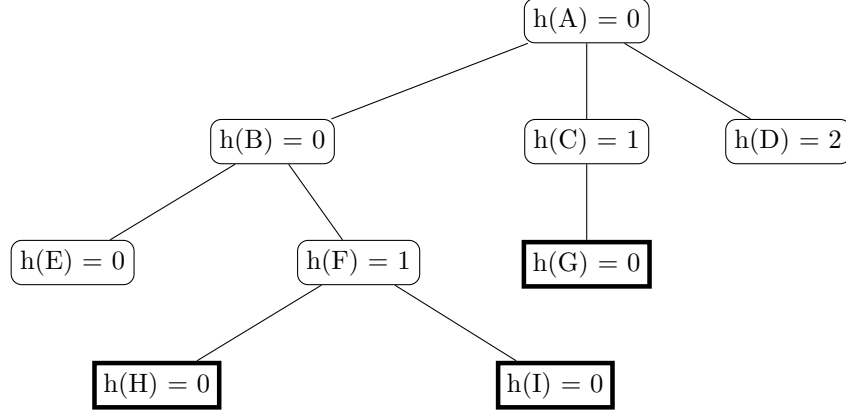 h(A) = 0
h(B) = 0
h(C) = 1
h(D) = 2
h(E) = 0
h(F) = 1
h(G) = 0
h(H) = 0
h(I) = 0